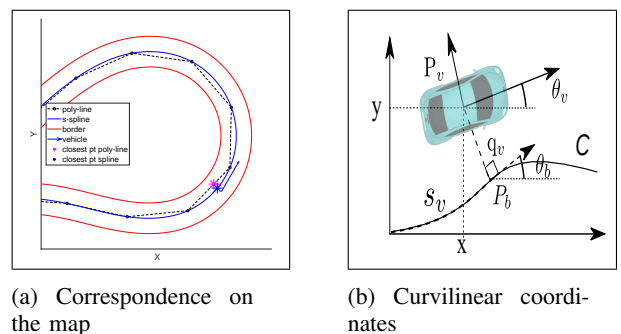 Y
poly-line
s-spline
border
vehicle
closest pt poly-line
closest pt spline
X
(a) Correspondence on
the map
P_v
θ_v
y
q_v
C
θ_b
s_v
P_b
x
(b) Curvilinear coordi-
nates